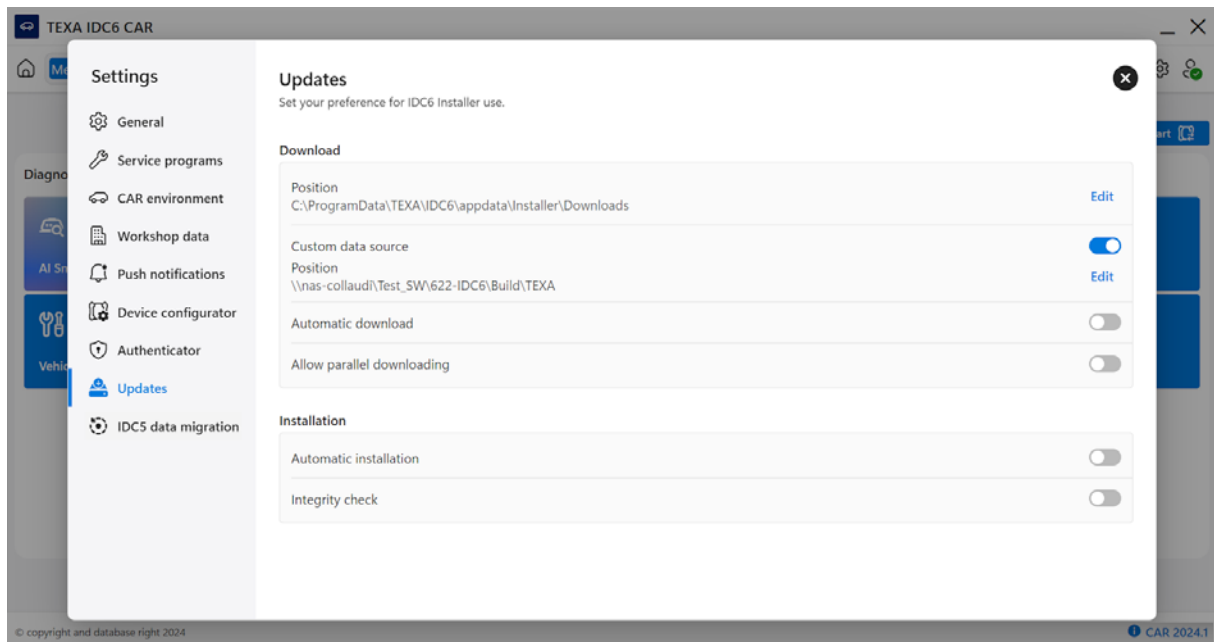 TEXA IDC6 CAR
Settings
General
Service programs
CAR environment
Workshop data
Push notifications
Device configurator
Authenticator
Updates
IDC5 data migration
Updates
Set your preference for IDC6 Installer use.
Download
Position
C:\ProgramData\TEXA\IDC6\appdata\Installer\Downloads
Edit
Custom data source
Position
\\nas-collaudi\Test_SW\622-IDC6\Build\TEXA
Edit
Automatic download
Allow parallel downloading
Installation
Automatic installation
Integrity check
Me
Diagno
AI Sm
Vehic
art
© copyright and database right 2024
CAR 2024.1